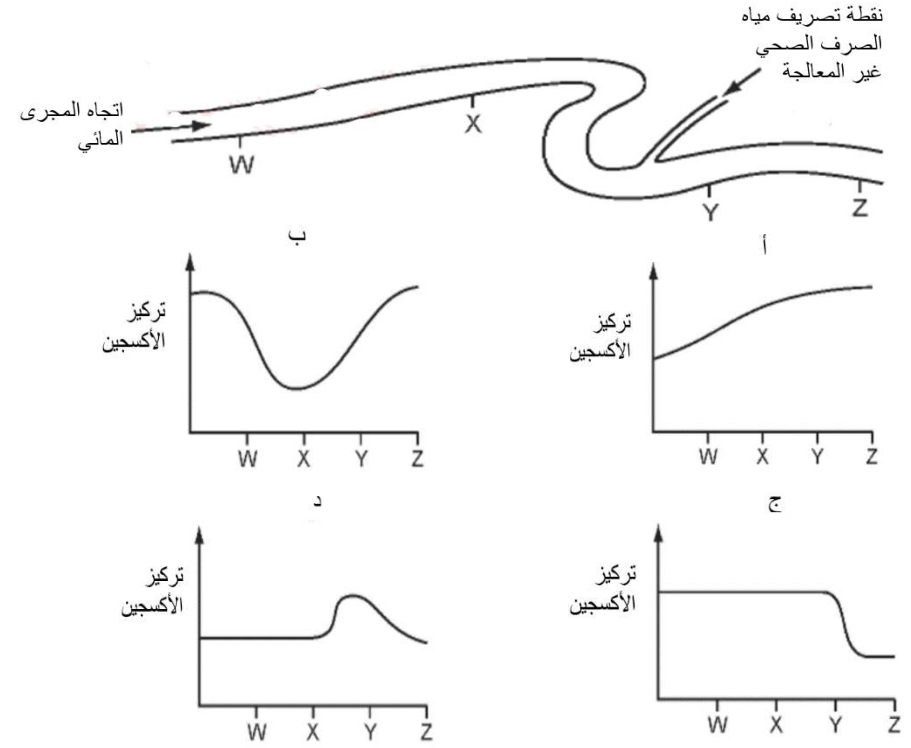 نقطة تصريف مياه
الصرف الصحي
غير المعالجة
اتجاه المجرى
المائي
W
X
Y
Z
أ
تركيز
الأكسجين
W X Y Z
ب
تركيز
الأكسجين
W X Y Z
ج
تركيز
الأكسجين
W X Y Z
د
تركيز
الأكسجين
W X Y Z